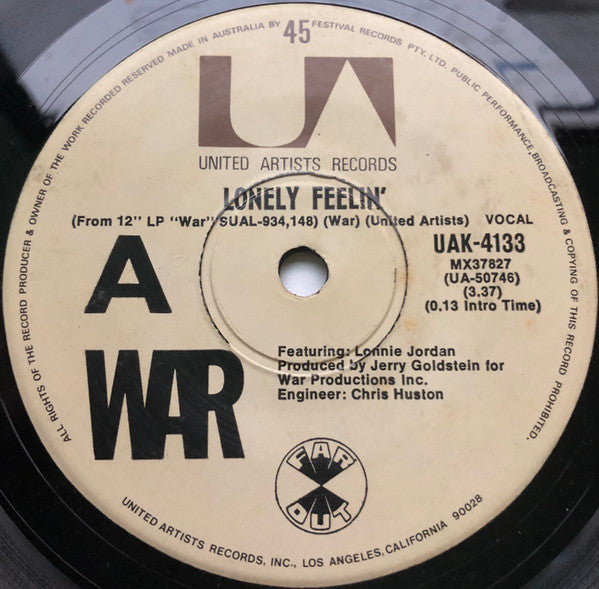 ALL RIGHTS OF THE RECORD PRODUCER & OWNER OF THE WORK RECORDED RESERVED MADE IN AUSTRALIA BY 45 FESTIVAL RECORDS PTY. LTD. PUBLIC PERFORMANCE, BROADCASTING & COPYING OF THIS RECORD PROHIBITED.
UA
UNITED ARTISTS RECORDS
LONELY FEELIN'
(From 12" LP "War" SUAL-934,148) (War) (United Artists) VOCAL
A
UAK-4133
MX37827
(UA-50746)
(3.37)
(0.13 Intro Time)
WAR
Featuring: Lonnie Jordan
Produced by Jerry Goldstein for
War Productions Inc.
Engineer: Chris Huston
FAR
OUT
UNITED ARTISTS RECORDS, INC., LOS ANGELES, CALIFORNIA 90028